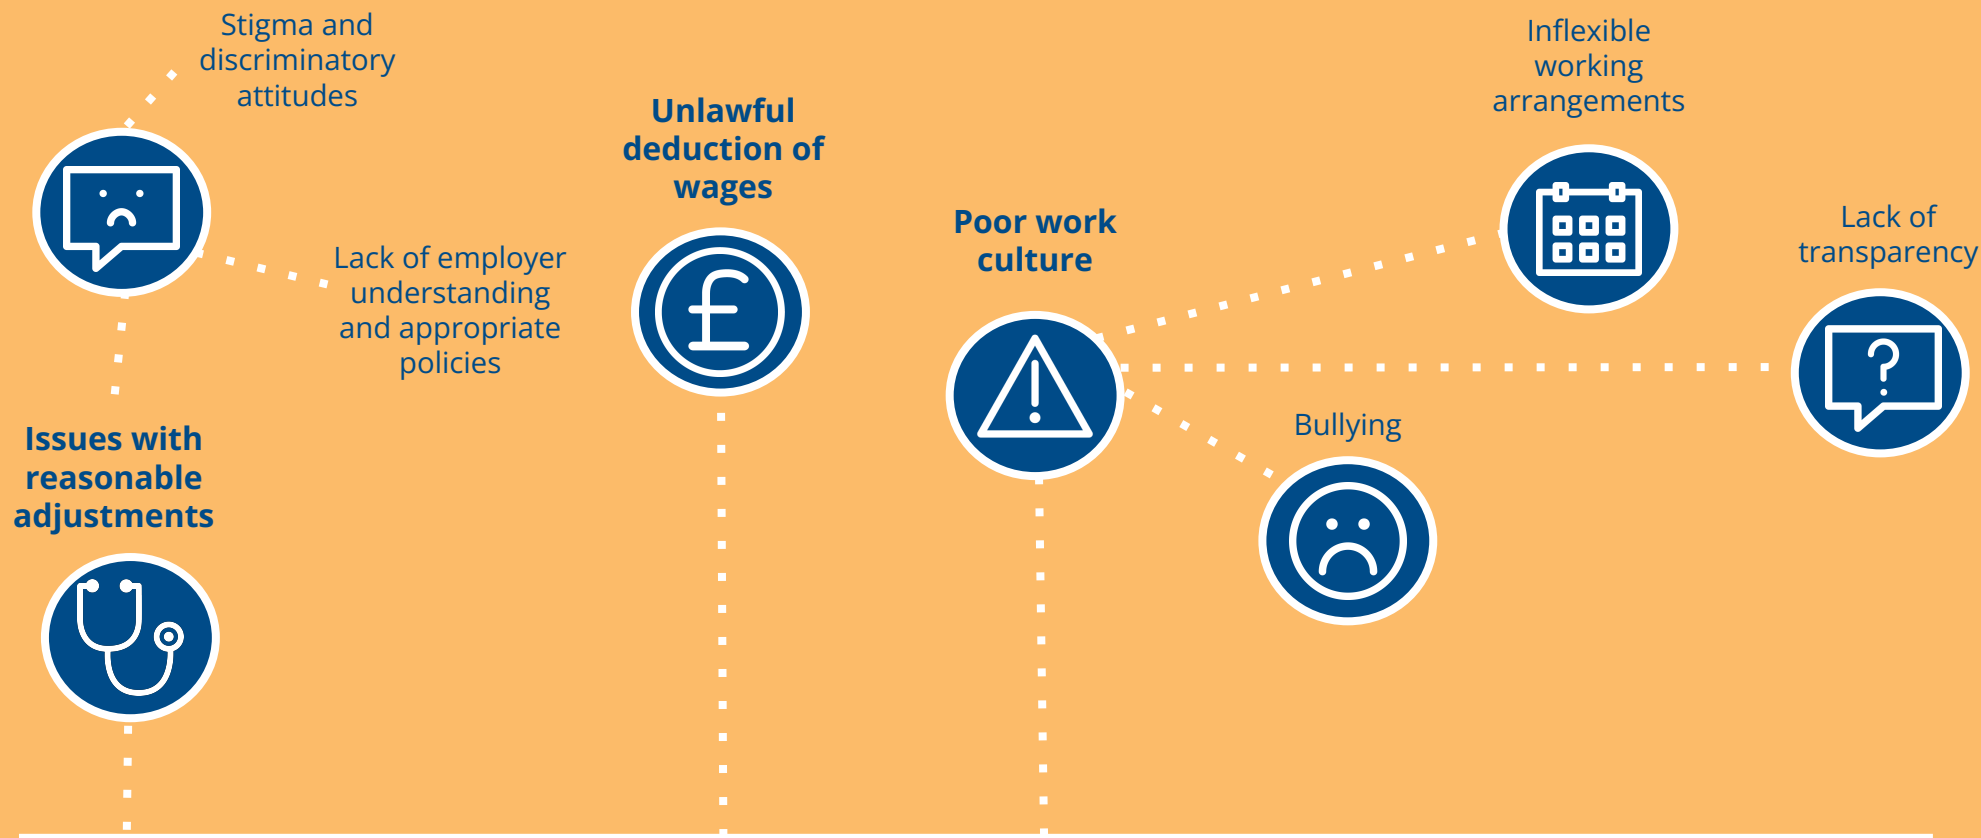 Stigma and
discriminatory
attitudes
Lack of employer
understanding
and appropriate
policies
Issues with
reasonable
adjustments
Unlawful
deduction of
wages
£
Poor work
culture
Inflexible
working
arrangements
Lack of
transparency
?
Bullying